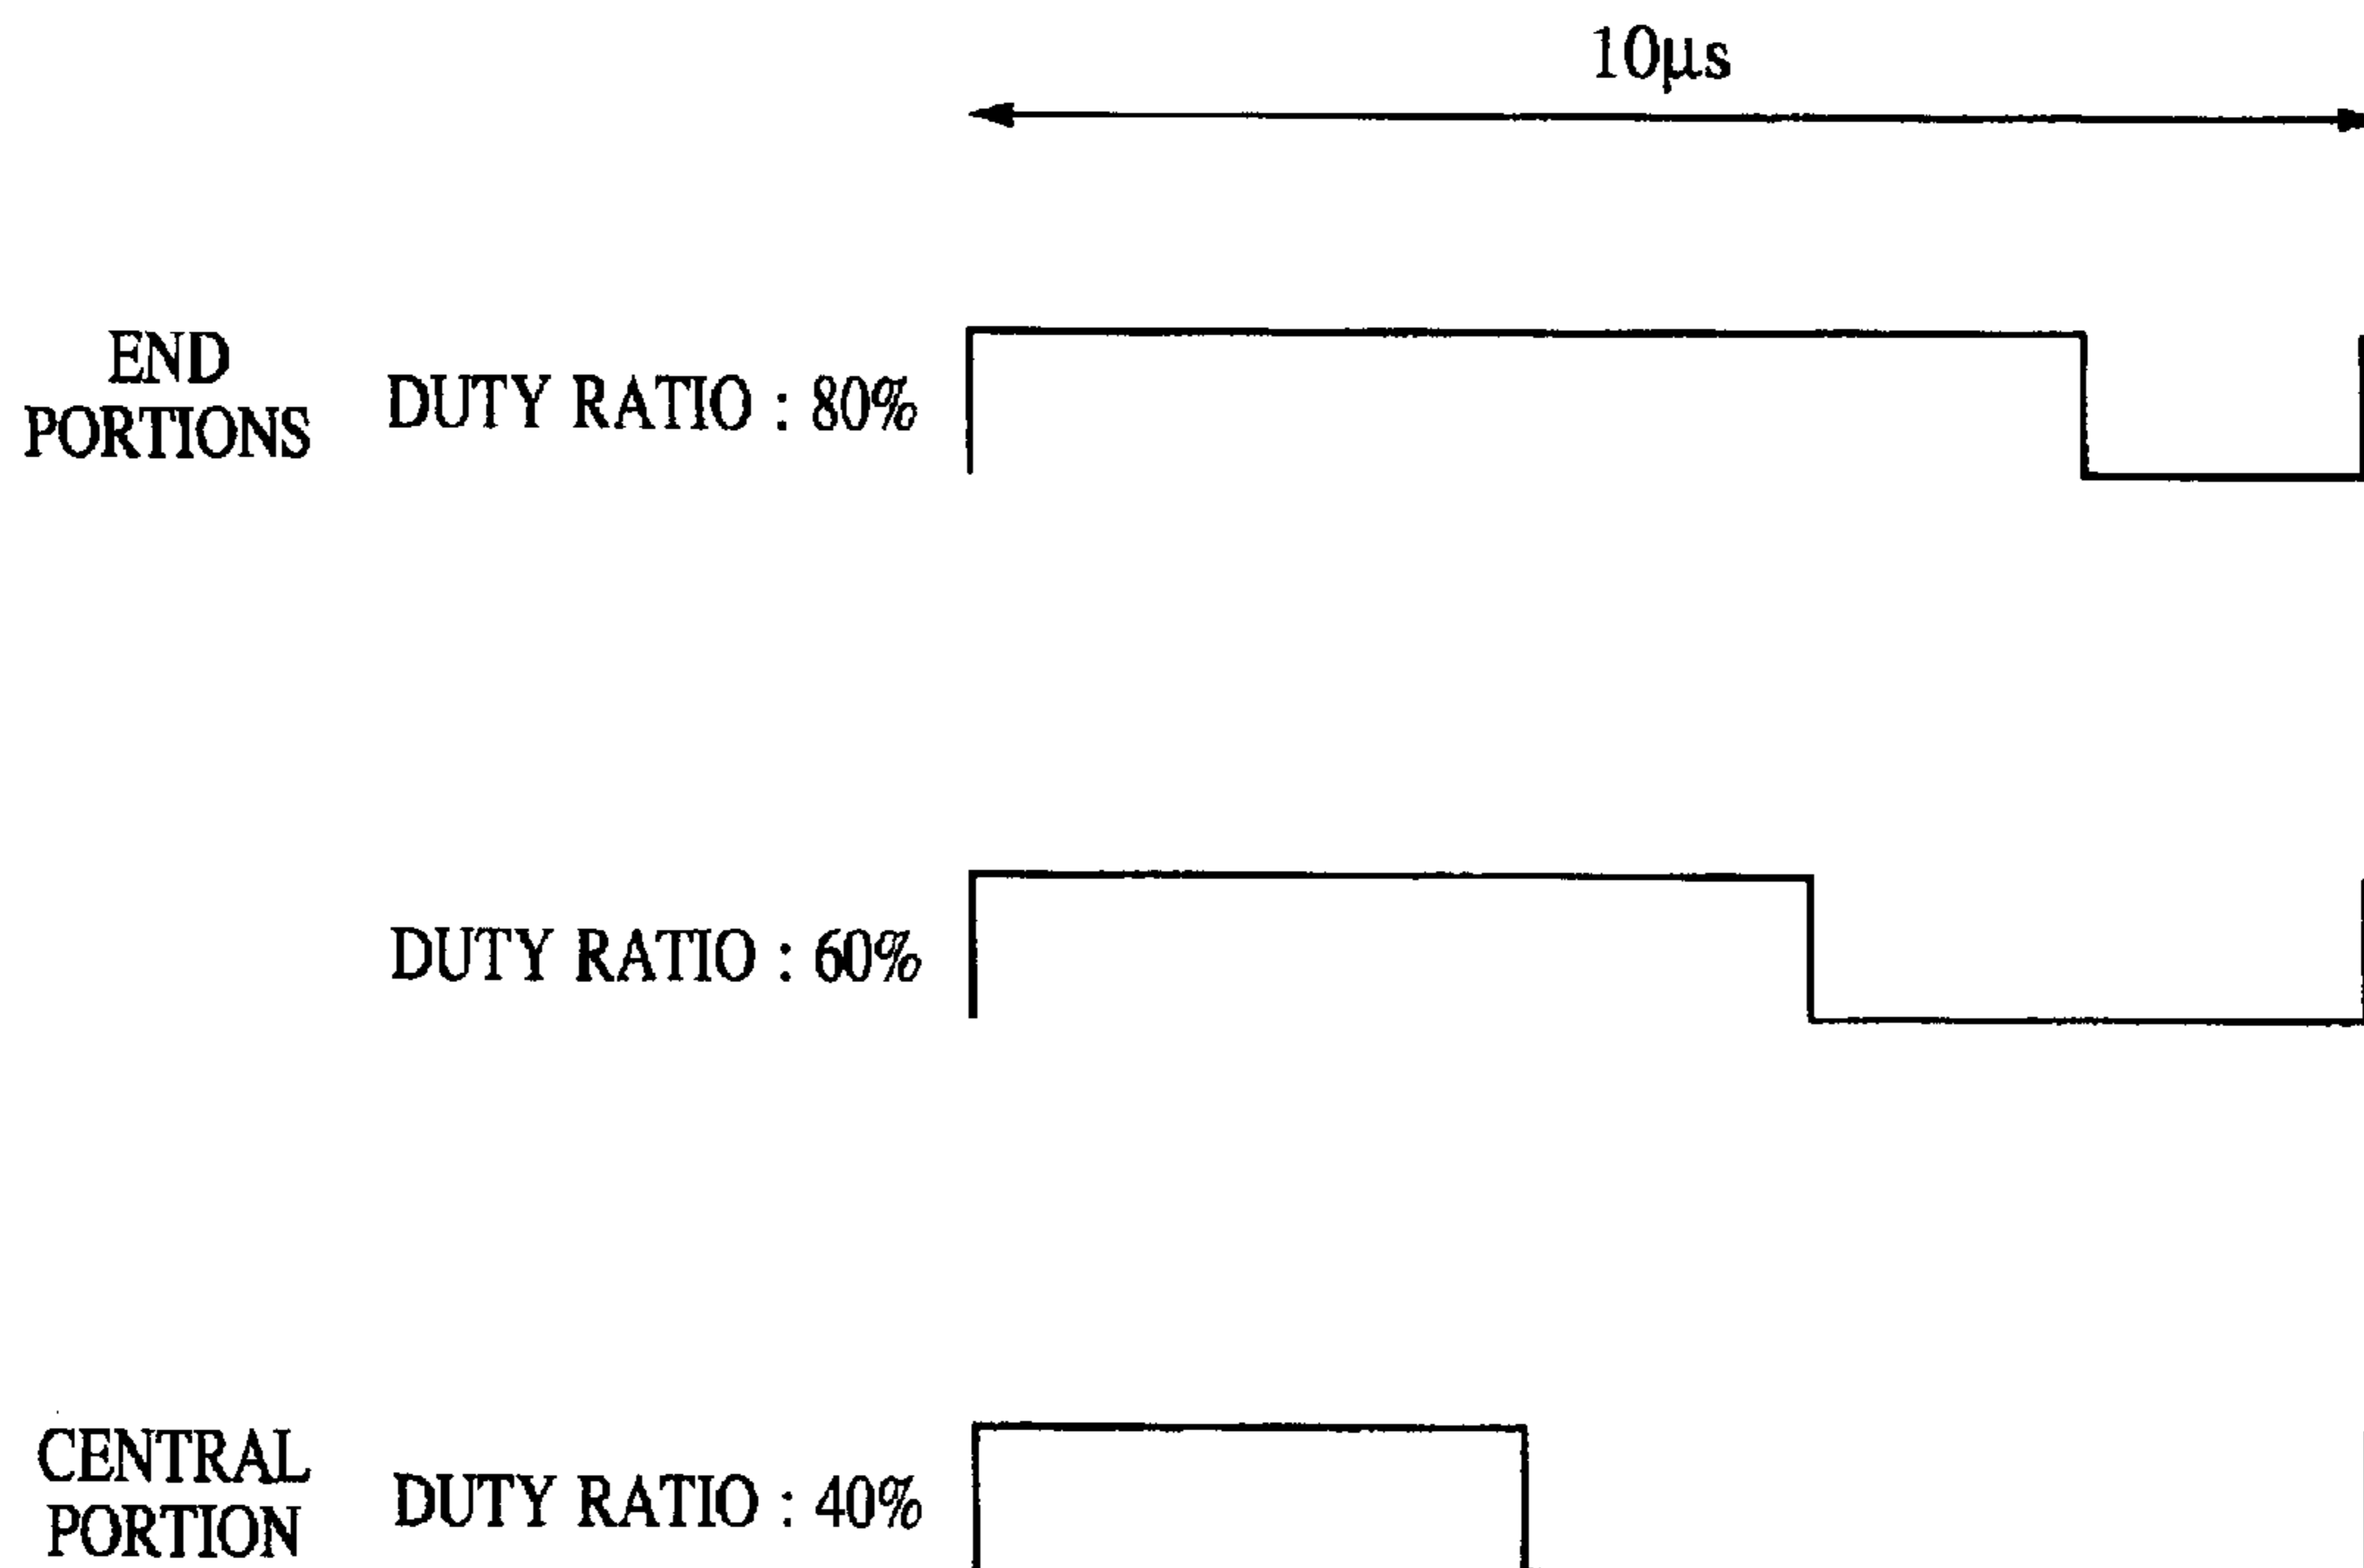 10μs
END
PORTIONS
DUTY RATIO : 80%
DUTY RATIO : 60%
CENTRAL
PORTION
DUTY RATIO : 40%